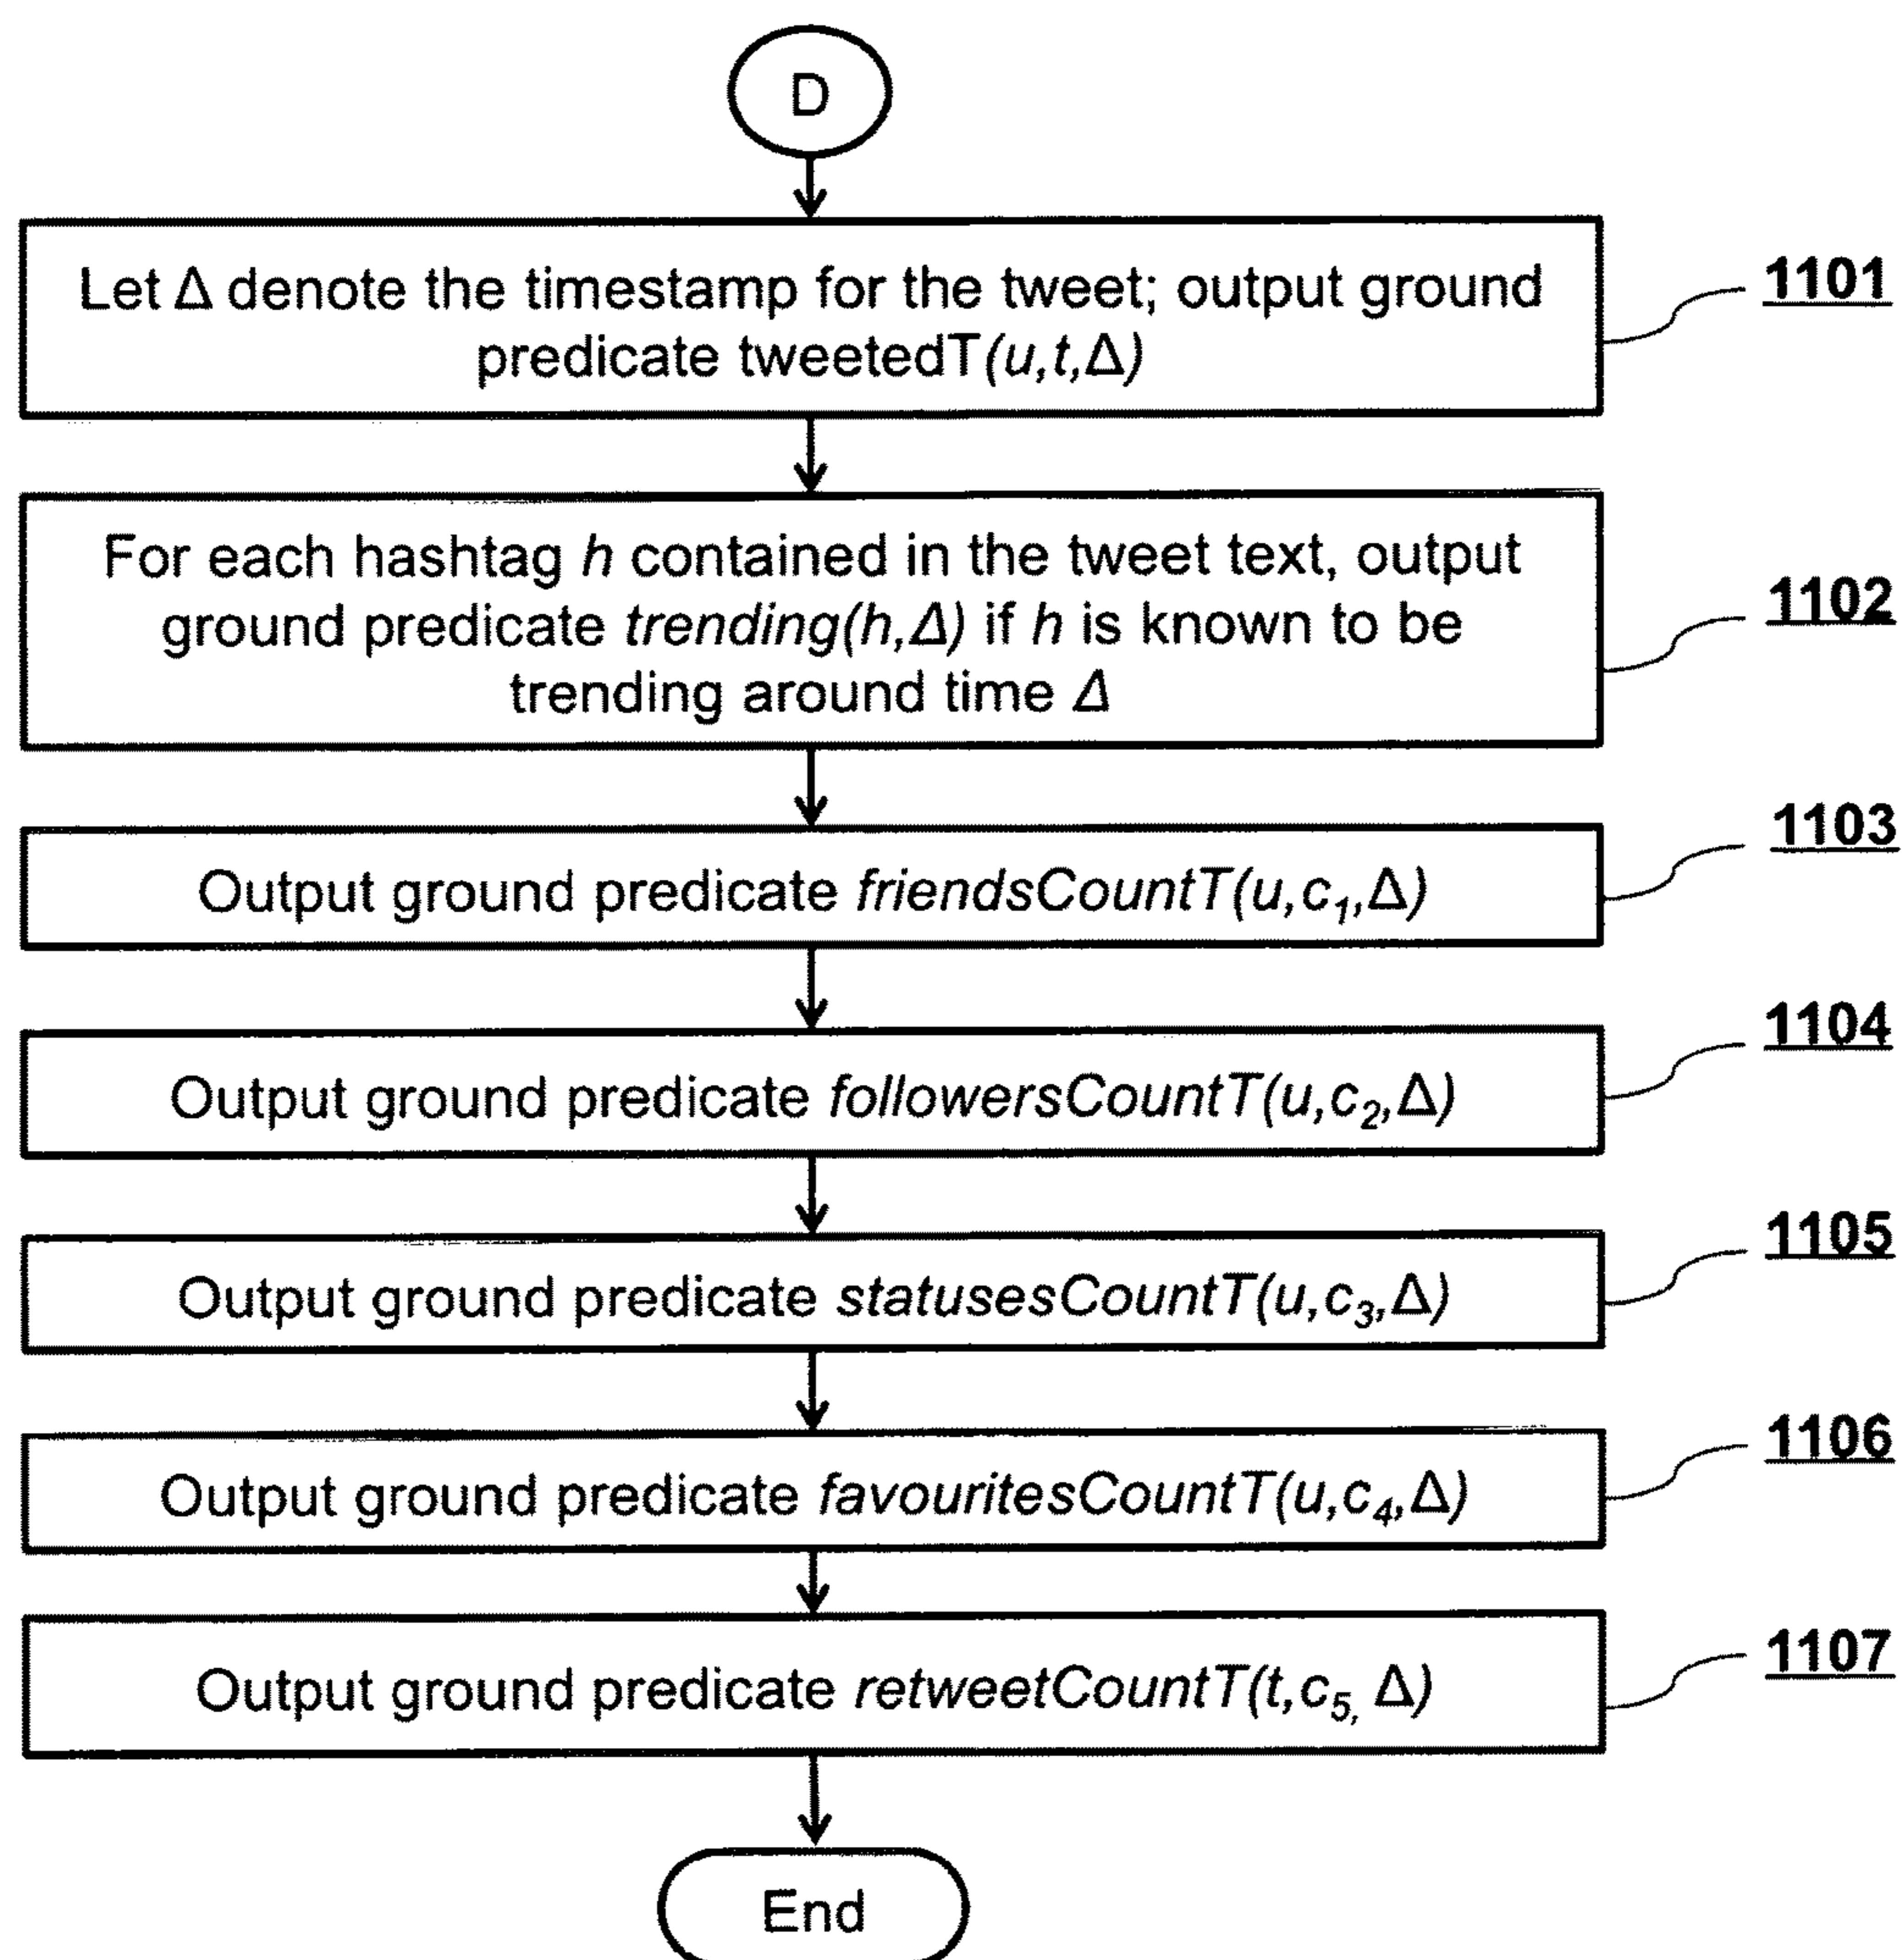 D
Let Δ denote the timestamp for the tweet; output ground
predicate tweetedT(u,t,Δ)
1101
For each hashtag h contained in the tweet text, output
ground predicate trending(h,Δ) if h is known to be
trending around time Δ
1102
Output ground predicate friendsCountT(u,c₁,Δ)
1103
Output ground predicate followersCountT(u,c₂,Δ)
1104
Output ground predicate statusesCountT(u,c₃,Δ)
1105
Output ground predicate favouritesCountT(u,c₄,Δ)
1106
Output ground predicate retweetCountT(t,c₅, Δ)
1107
End